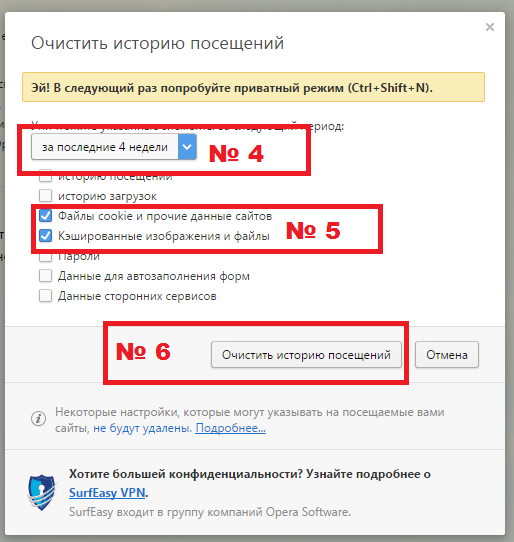 Очистить историю посещений
Эй! В следующий раз попробуйте приватный режим (Ctrl+Shift+N).
следующий период:
за последние 4 недели
№ 4
историю посещений
историю загрузок
Файлы cookie и прочие данные сайтов
Кэшированные изображения и файлы
№ 5
Пароли
Данные для автозаполнения форм
Данные сторонних сервисов
№ 6
Очистить историю посещений
Отмена
Некоторые настройки, которые могут указывать на посещаемые вами
сайты, не будут удалены. Подробнее...
Хотите большей конфиденциальности? Узнайте подробнее о
SurfEasy VPN.
SurfEasy входит в группу компаний Opera Software.